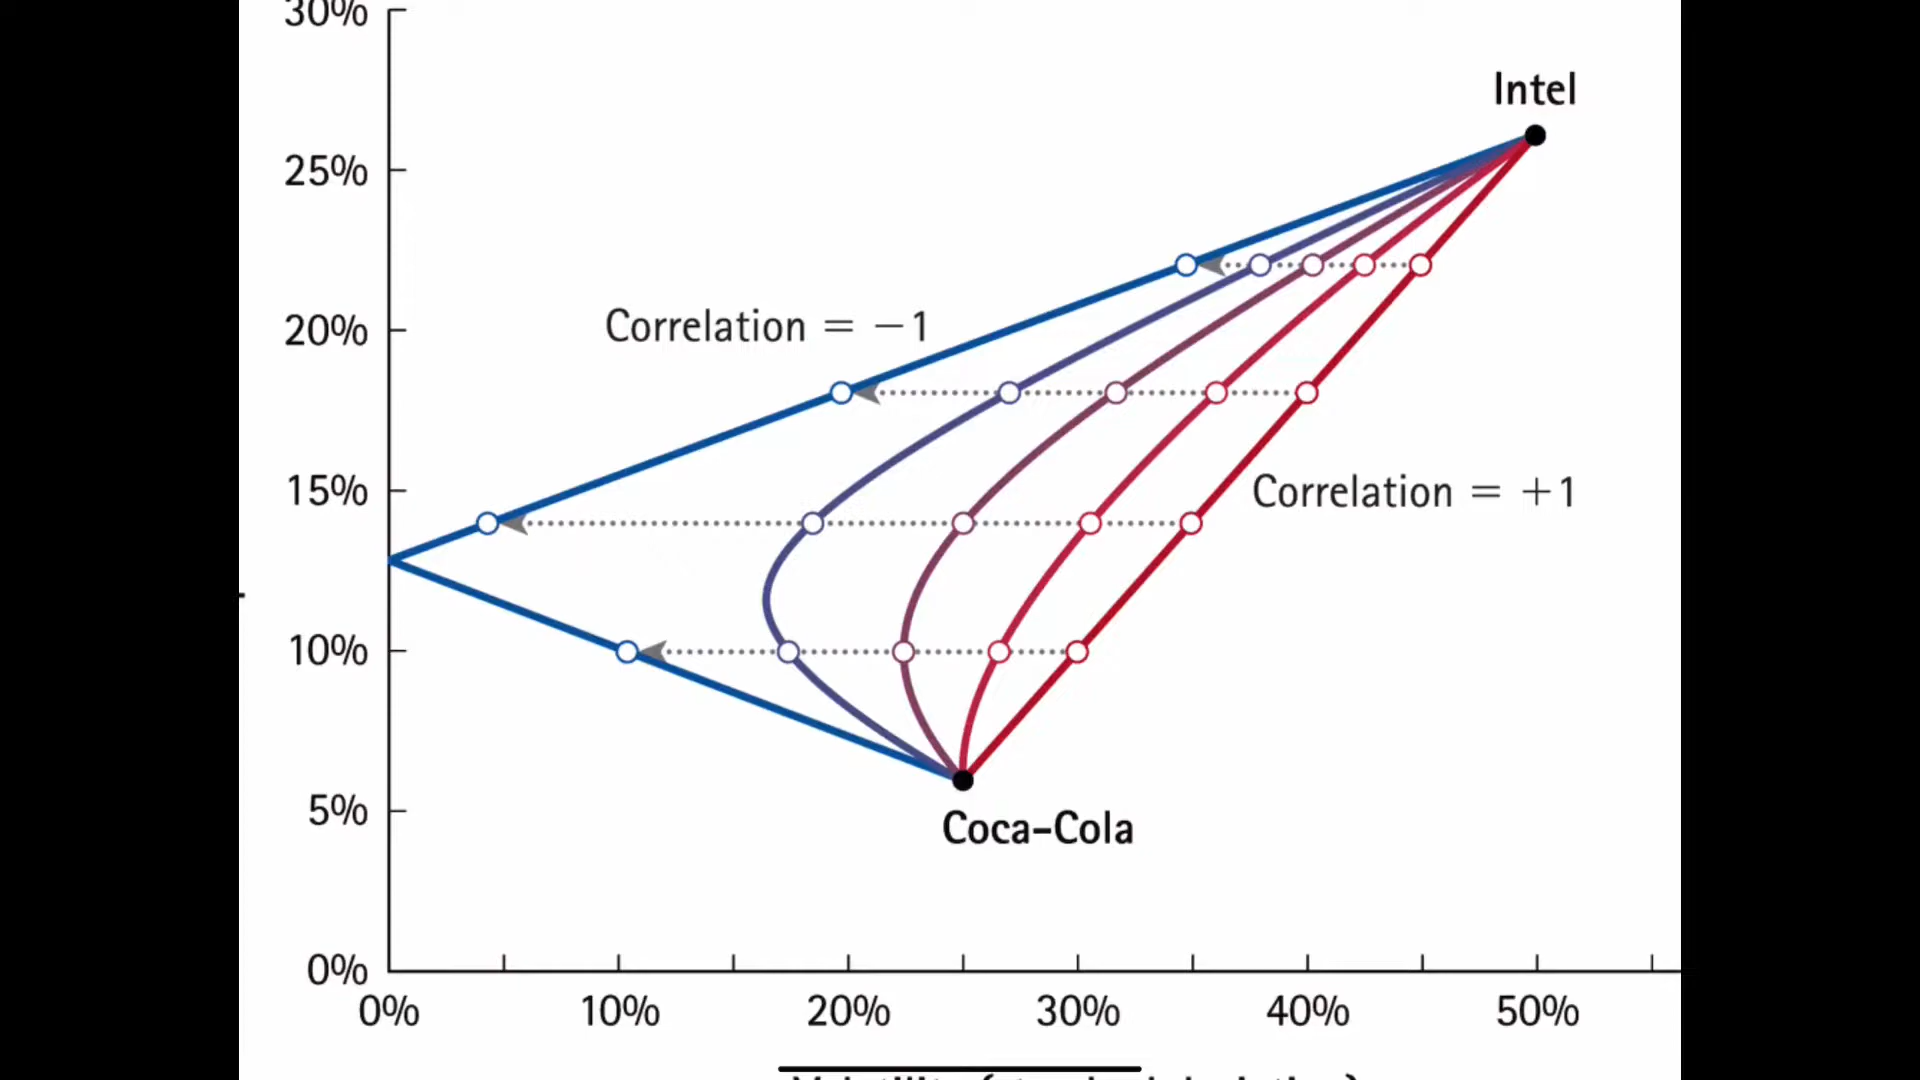 30%
Intel
25%
Correlation = −1
20%
15%
Correlation = +1
10%
5%
Coca-Cola
0%
0% 10% 20% 30% 40% 50%